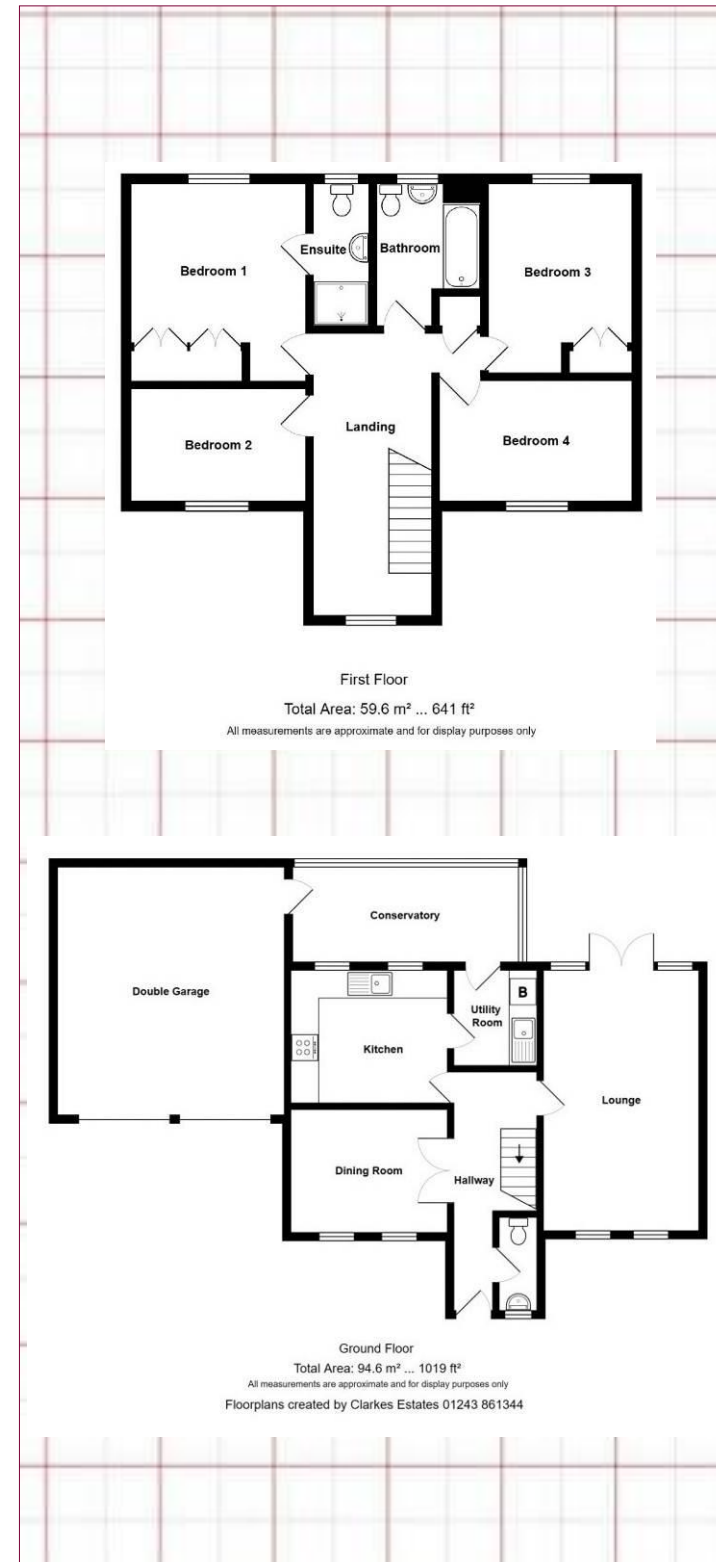 Ensuite
Bathroom
Bedroom 1
Bedroom 3
Landing
Bedroom 2
Bedroom 4
First Floor
Total Area: 59.6 m² ... 641 ft²
All measurements are approximate and for display purposes only
Conservatory
Double Garage
B
Utility
Room
Kitchen
Lounge
Dining Room
Hallway
Ground Floor
Total Area: 94.6 m² ... 1019 ft²
All measurements are approximate and for display purposes only
Floorplans created by Clarkes Estates 01243 861344